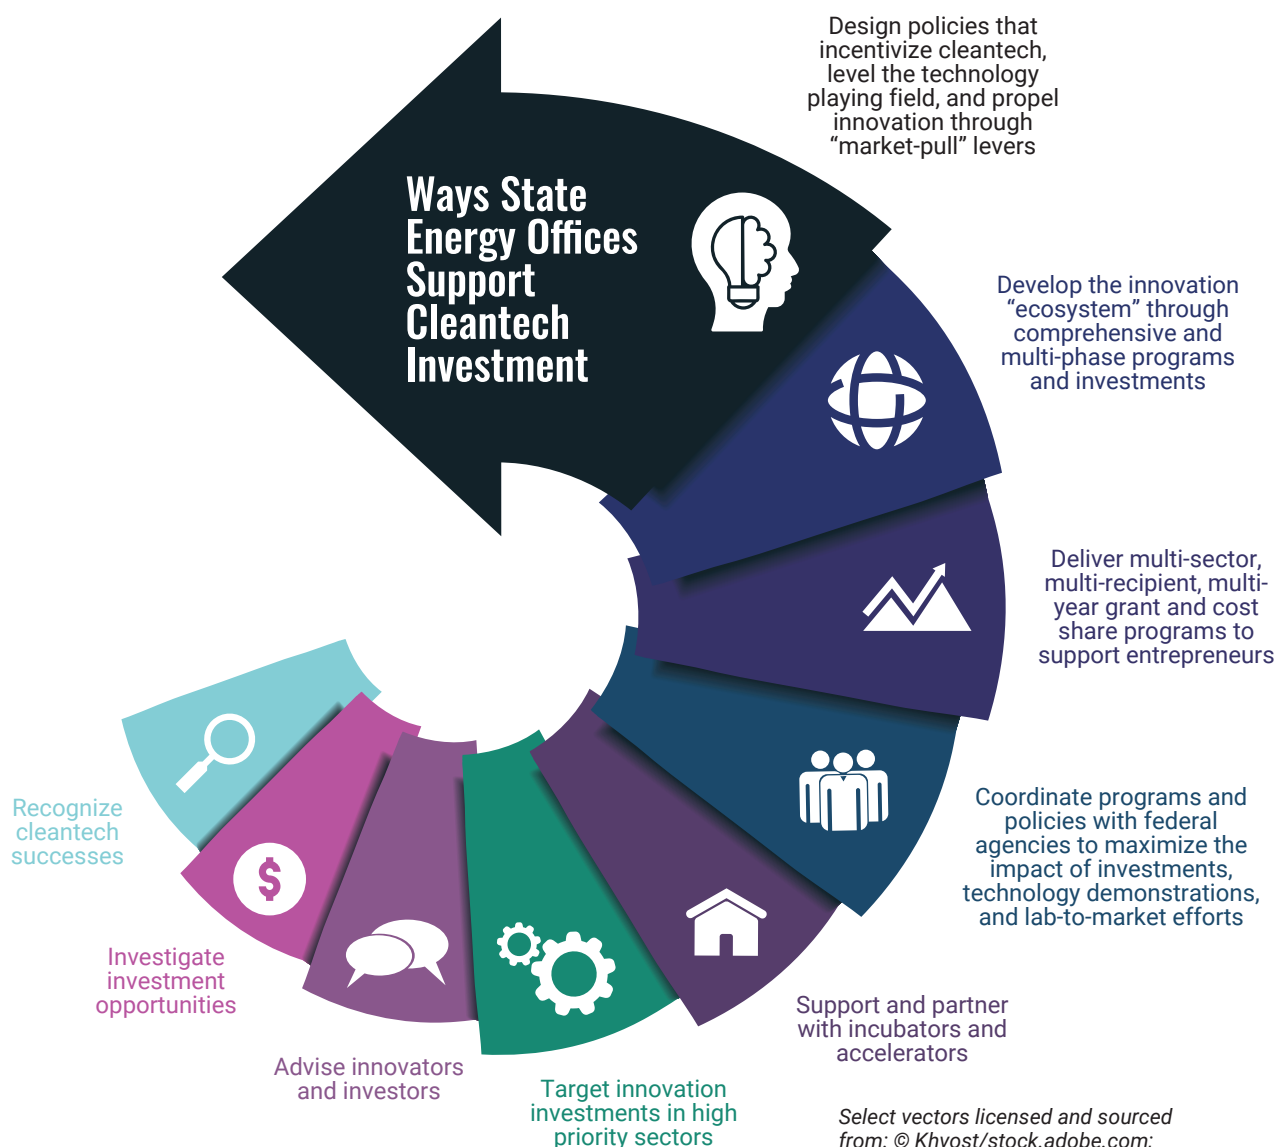 Design policies that
incentivize cleantech,
level the technology
playing field, and propel
innovation through
“market-pull” levers
Ways State
Energy Offices
Support
Cleantech
Investment
Develop the innovation
“ecosystem” through
comprehensive and
multi-phase programs
and investments
Deliver multi-sector,
multi-recipient, multi-
year grant and cost
share programs to
support entrepreneurs
Coordinate programs and
policies with federal
agencies to maximize the
impact of investments,
technology demonstrations,
and lab-to-market efforts
Support and partner
with incubators and
accelerators
Target innovation
investments in high
priority sectors
Advise innovators
and investors
Investigate
investment
opportunities
$
Recognize
cleantech
successes
Select vectors licensed and sourced
from: © Khvost/stock.adobe.com;